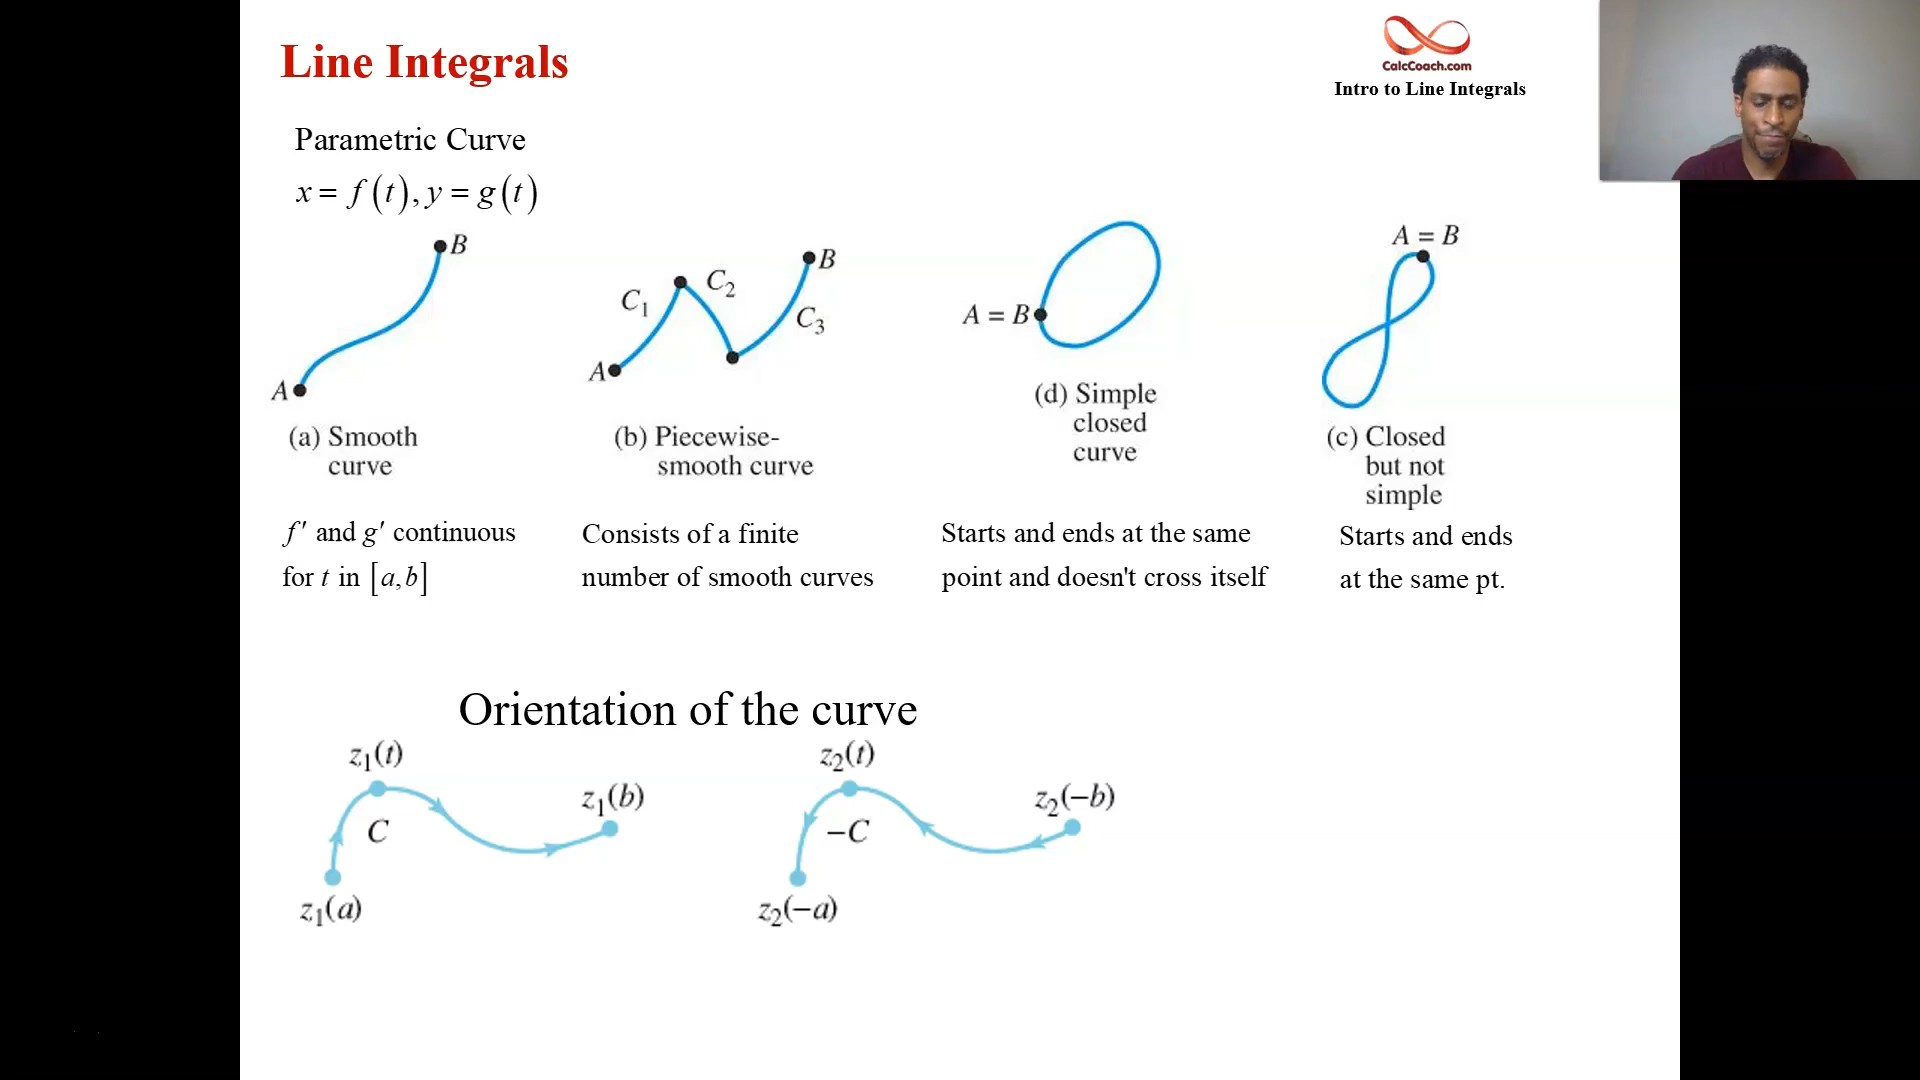 Line Integrals
CalcCoach.com
Intro to Line Integrals
Parametric Curve
x = f(t), y = g(t)
B
A
(a) Smooth
curve
C₁
C₂
B
C₃
A
(b) Piecewise-
smooth curve
A = B
(d) Simple
closed
curve
A = B
(c) Closed
but not
simple
f′ and g′ continuous
for t in [a,b]
Consists of a finite
number of smooth curves
Starts and ends at the same
point and doesn't cross itself
Starts and ends
at the same pt.
Orientation of the curve
z₁(t)
z₁(b)
C
z₁(a)
z₂(t)
z₂(−b)
−C
z₂(−a)